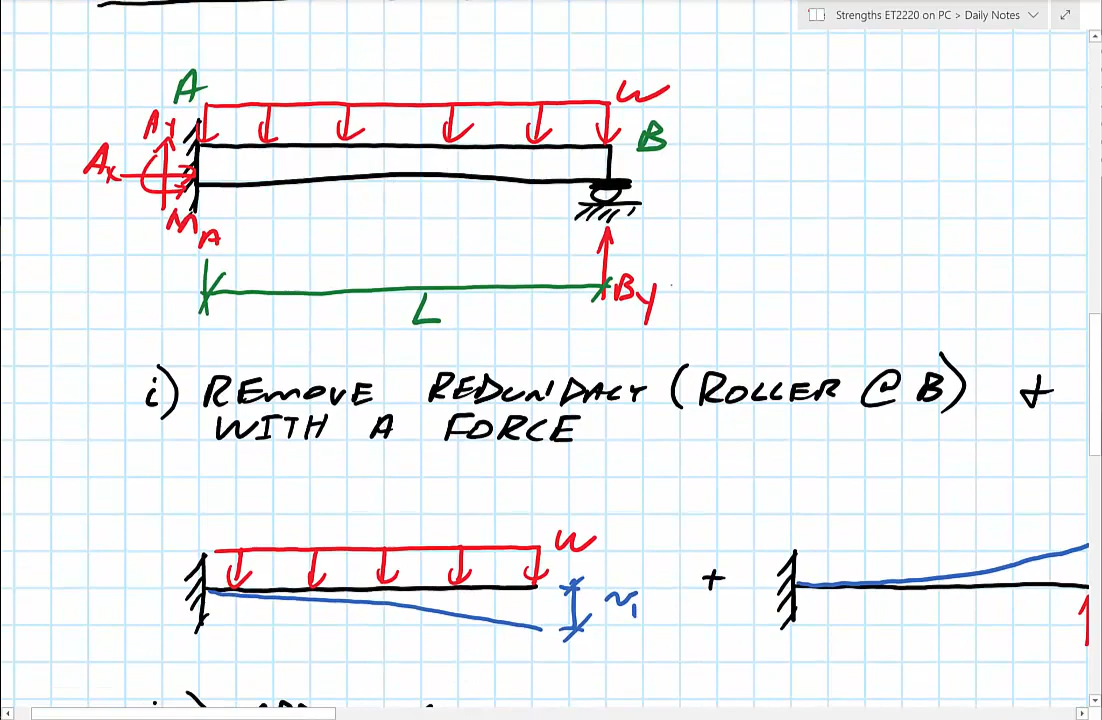 Strengths ET2220 on PC > Daily Notes
A
W
Ay
B
Ax
MA
By
L
i) REMOVE REDUNDACY (ROLLER @ B) +
WITH A FORCE
W
+
v1